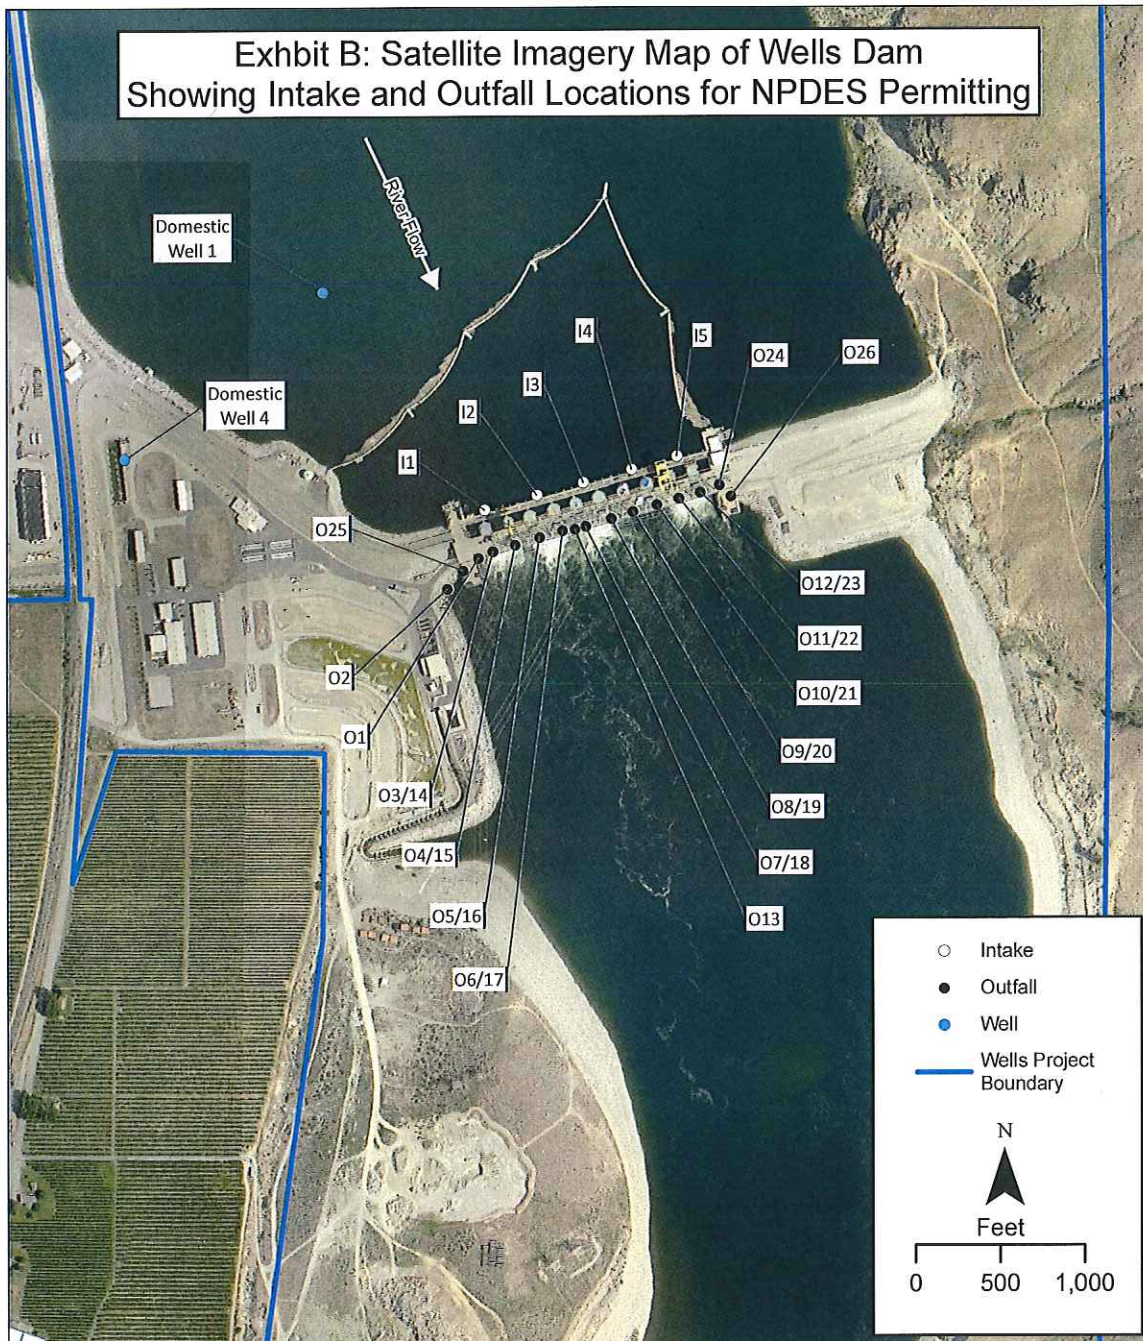 Exhbit B: Satellite Imagery Map of Wells Dam
Showing Intake and Outfall Locations for NPDES Permitting
River Flow
Domestic
Well 1
Domestic
Well 4
I4
I5
O24
O26
I3
I2
I1
O25
O12/23
O11/22
O2
O10/21
O1
O9/20
O3/14
O8/19
O4/15
O7/18
O5/16
O13
O6/17
Intake
Outfall
Well
Wells Project
Boundary
N
Feet
0 500 1,000